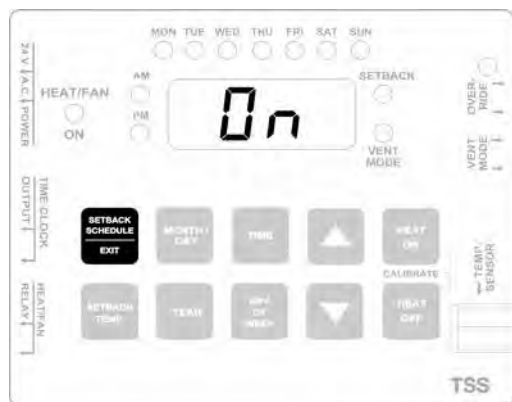 MON TUE WED THU FRI SAT SUN
24 V. A.C. POWER
HEAT/FAN
ON
AM
PM
On
SETBACK
VENT
MODE
OVER-
RIDE
VENT
MODE
TIME CLOCK
OUTPUT
SETBACK
SCHEDULE
EXIT
MONTH/
DAY
TIME
HEAT
ON
CALIBRATE
TEMP.
SENSOR
HEAT/FAN
RELAY
SETBACK
TEMP
YEAR
DAY
OF
WEEK
HEAT
OFF
TSS